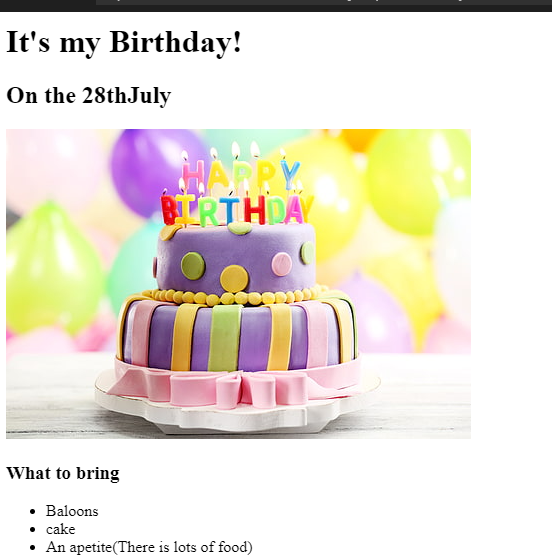 It's my Birthday!
On the 28thJuly
HAPPY
BIRTHDAY
What to bring
Baloons
cake
An apetite(There is lots of food)